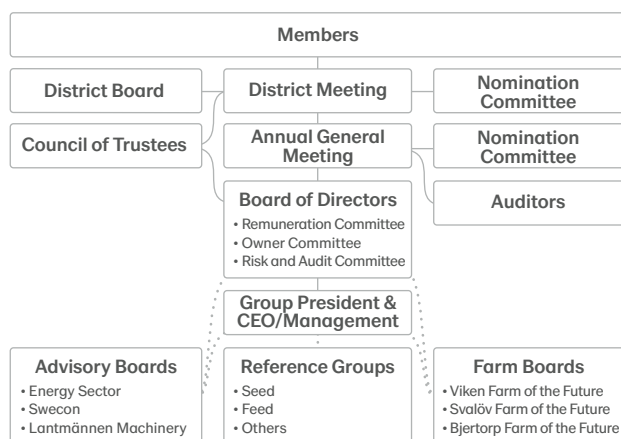 Members
District Board
District Meeting
Nomination
Committee
Council of Trustees
Annual General
Meeting
Nomination
Committee
Board of Directors
• Remuneration Committee
• Owner Committee
• Risk and Audit Committee
Auditors
Group President &
CEO/Management
Advisory Boards
• Energy Sector
• Swecon
• Lantmännen Machinery
Reference Groups
• Seed
• Feed
• Others
Farm Boards
• Viken Farm of the Future
• Svalöv Farm of the Future
• Bjertorp Farm of the Future